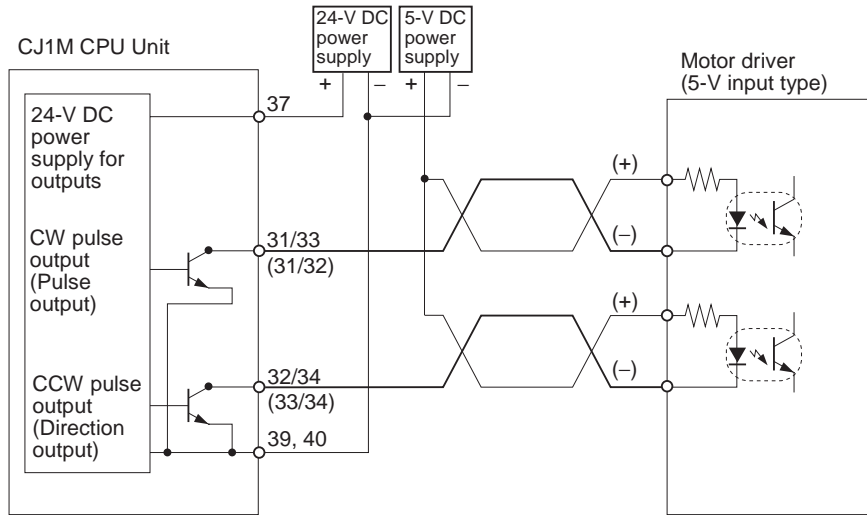 24-V DC
power
supply
5-V DC
power
supply
CJ1M CPU Unit
Motor driver
(5-V input type)
+
−
+
−
37
24-V DC
power
supply for
outputs
(+)
CW pulse
output
(Pulse
output)
31/33
(31/32)
(−)
(+)
CCW pulse
output
(Direction
output)
32/34
(33/34)
(−)
39, 40